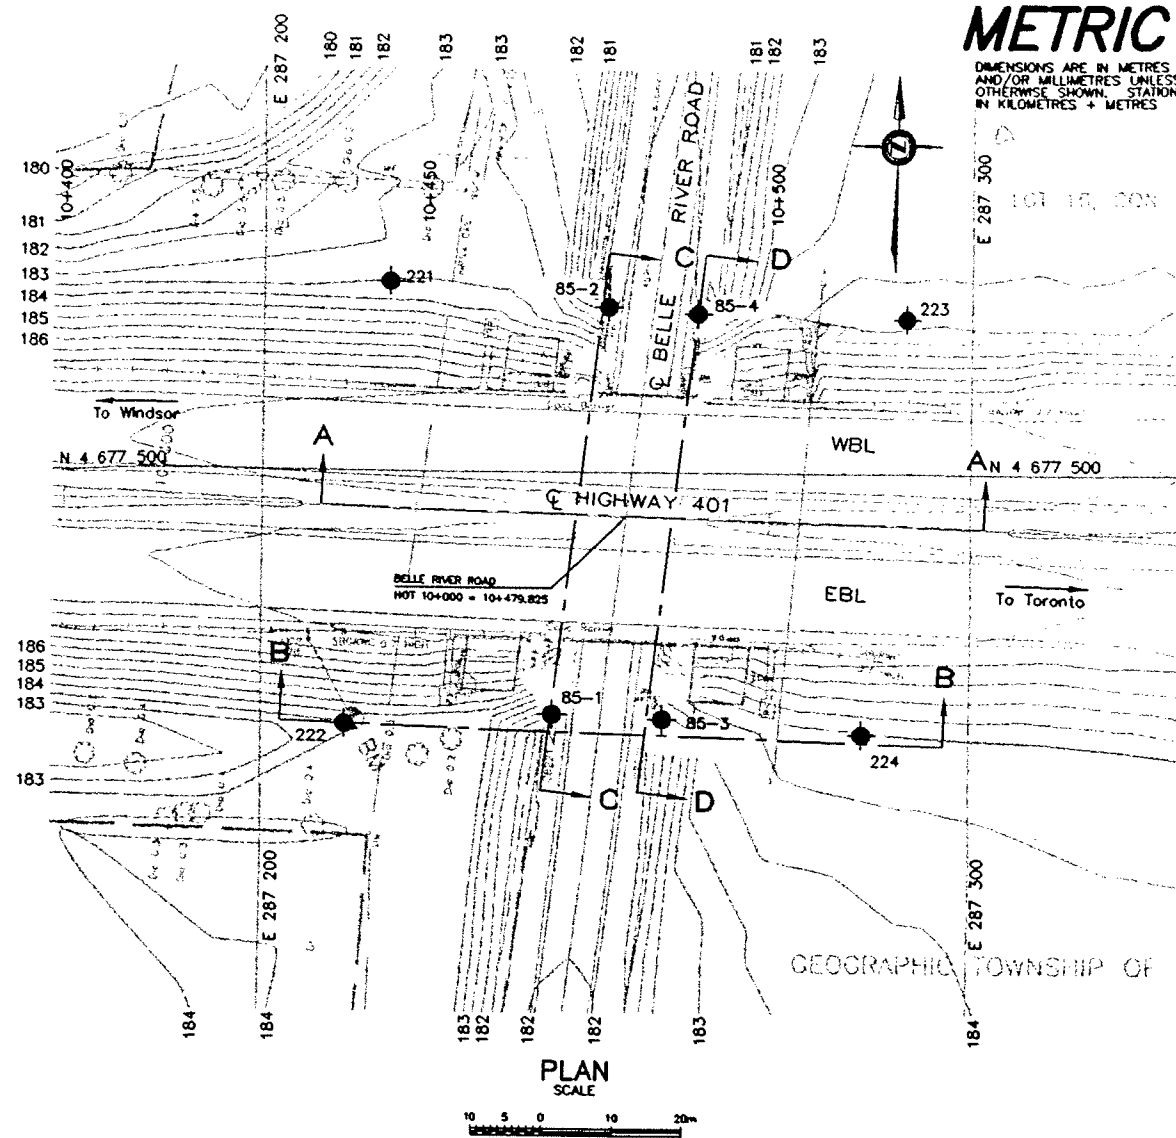 METRIC
DIMENSIONS ARE IN METRES
AND/OR MILLIMETRES UNLESS
OTHERWISE SHOWN. STATION
IN KILOMETRES + METRES
180
181
182
E 287 200
183
183
182
181
181
182
183
180
181
182
183
184
185
186
10+400
10+450
10+500
E 287 300
LOT 16, CON
N
221
85-2
C
85-4
D
223
℄ BELLE RIVER ROAD
To Windsor
A
WBL
N 4 677 500
A
N 4 677 500
℄ HIGHWAY 401
BELLE RIVER ROAD
HOT 10+000 = 10+479.825
EBL
To Toronto
186
185
184
183
183
B
222
85-1
85-3
B
224
C
D
E 287 200
E 287 300
GEOGRAPHIC TOWNSHIP OF
184
184
183
182
182
182
183
184
PLAN
SCALE
10 5 0 10 20m